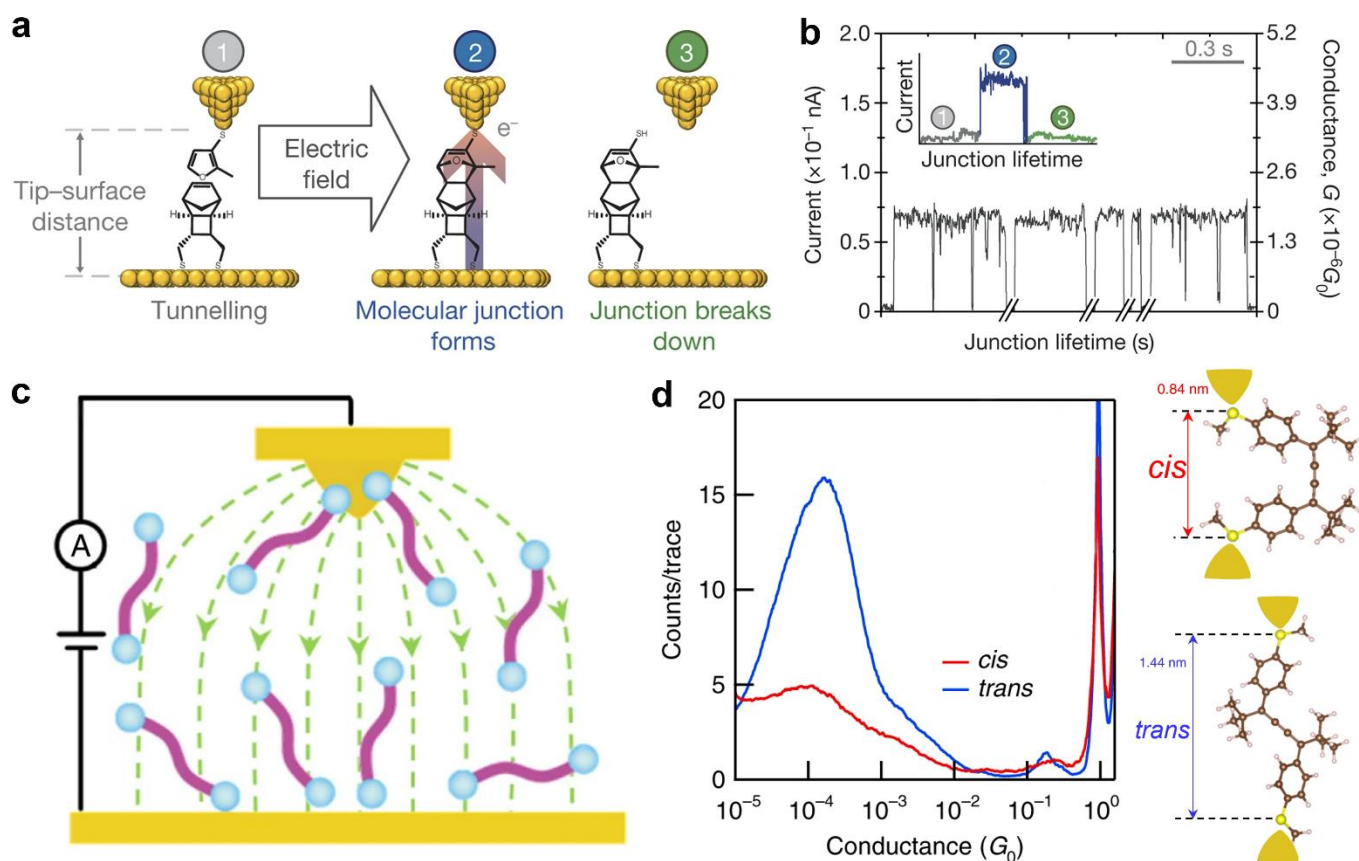 a
1
2
3
Tip–surface
distance
Electric
field
e⁻
S
O
H
H
S
S
S
O
H
H
S
S
SH
O
H
H
S
S
Tunnelling
Molecular junction
forms
Junction breaks
down
b
2.0
1.5
1.0
0.5
0
Current (×10⁻¹ nA)
5.2
3.9
2.6
1.3
0
Conductance, G (×10⁻⁶G₀)
0.3 s
Current
1
2
3
Junction lifetime
Junction lifetime (s)
c
A
d
20
15
10
5
0
Counts/trace
cis
trans
10⁻⁵
10⁻⁴
10⁻³
10⁻²
10⁻¹
10⁰
Conductance (G₀)
0.84 nm
cis
1.44 nm
trans